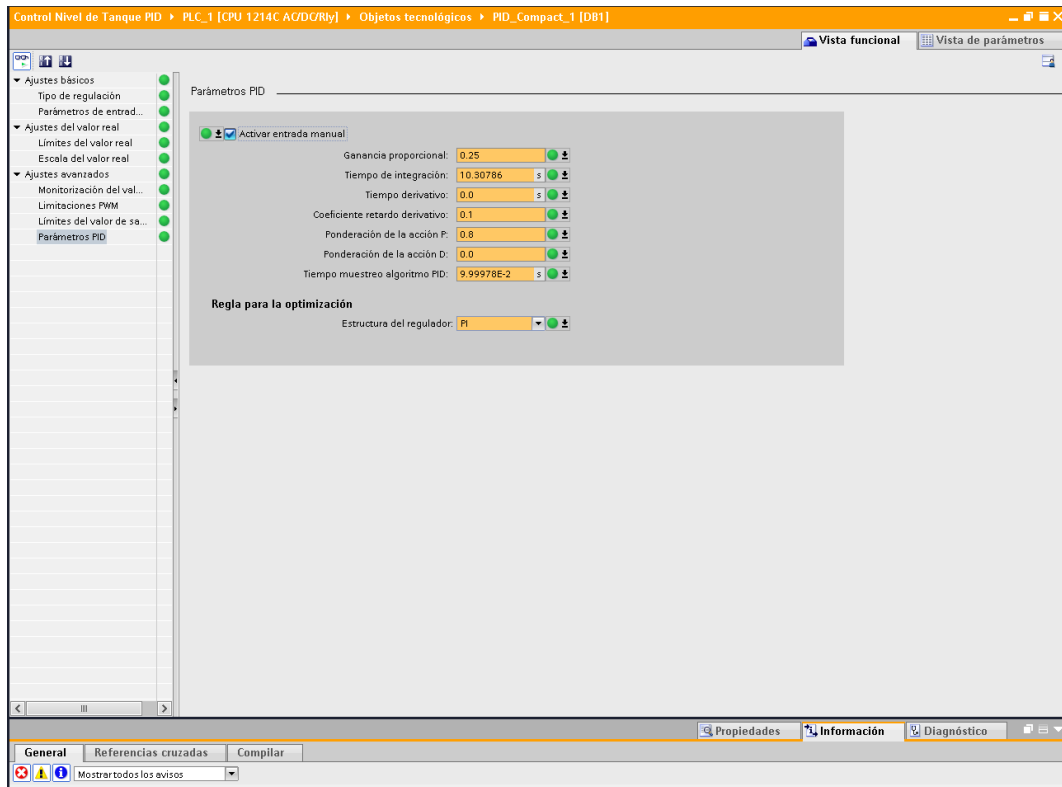 Control Nivel de Tanque PID ▸ PLC_1 [CPU 1214C AC/DC/Rly] ▸ Objetos tecnológicos ▸ PID_Compact_1 [DB1]
Vista funcional
Vista de parámetros
Ajustes básicos
Tipo de regulación
Parámetros de entrad...
Ajustes del valor real
Límites del valor real
Escala del valor real
Ajustes avanzados
Monitorización del val...
Limitaciones PWM
Límites del valor de sa...
Parámetros PID
Parámetros PID
Activar entrada manual
Ganancia proporcional: 0.25
Tiempo de integración: 10.30786 s
Tiempo derivativo: 0.0 s
Coeficiente retardo derivativo: 0.1
Ponderación de la acción P: 0.8
Ponderación de la acción D: 0.0
Tiempo muestreo algoritmo PID: 9.99978E-2 s
Regla para la optimización
Estructura del regulador: PI
Propiedades
Información
Diagnóstico
General
Referencias cruzadas
Compilar
Mostrar todos los avisos